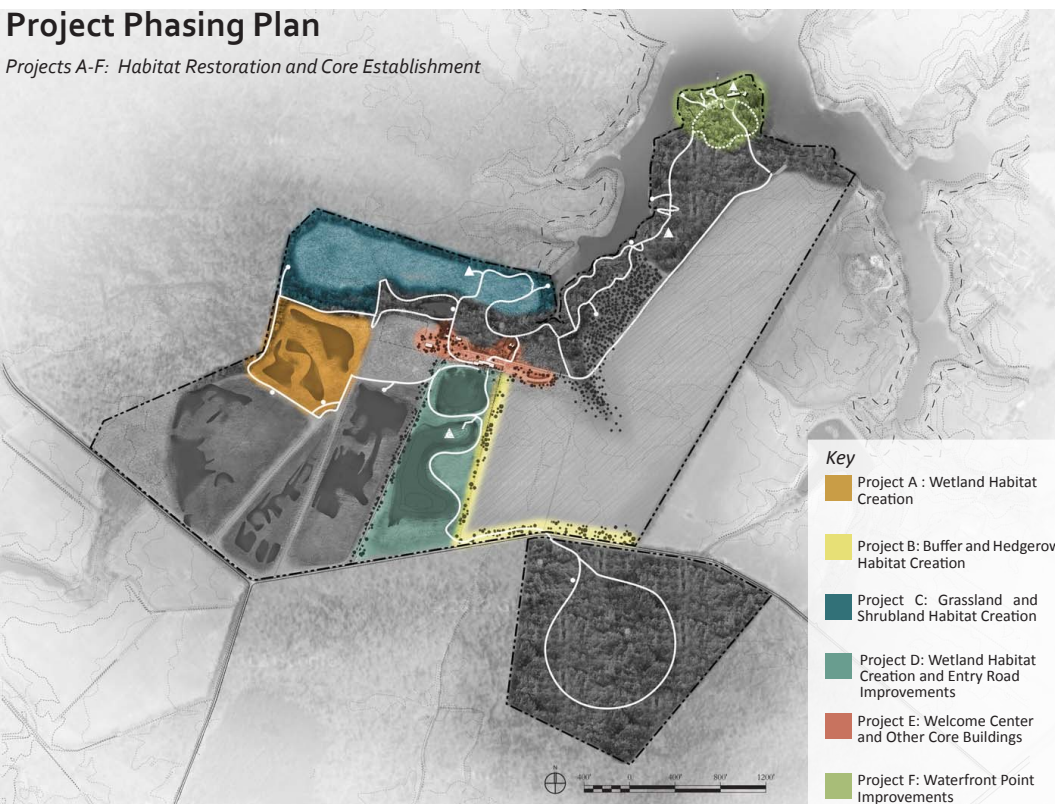 Project Phasing Plan
Projects A-F: Habitat Restoration and Core Establishment
Key
Project A : Wetland Habitat
Creation
Project B: Buffer and Hedgerow
Habitat Creation
Project C: Grassland and
Shrubland Habitat Creation
Project D: Wetland Habitat
Creation and Entry Road
Improvements
Project E: Welcome Center
and Other Core Buildings
Project F: Waterfront Point
Improvements
N
400' 0 400' 800' 1200'